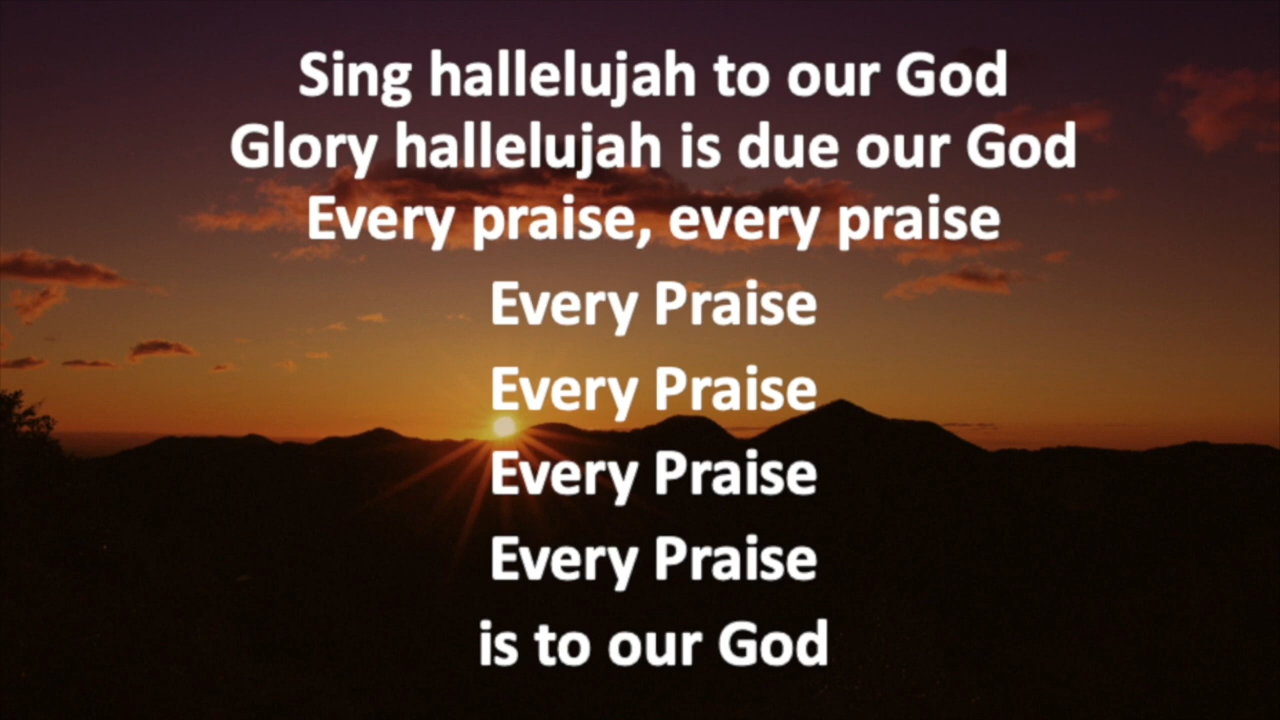 Sing hallelujah to our God
Glory hallelujah is due our God
Every praise, every praise
Every Praise
Every Praise
Every Praise
Every Praise
is to our God